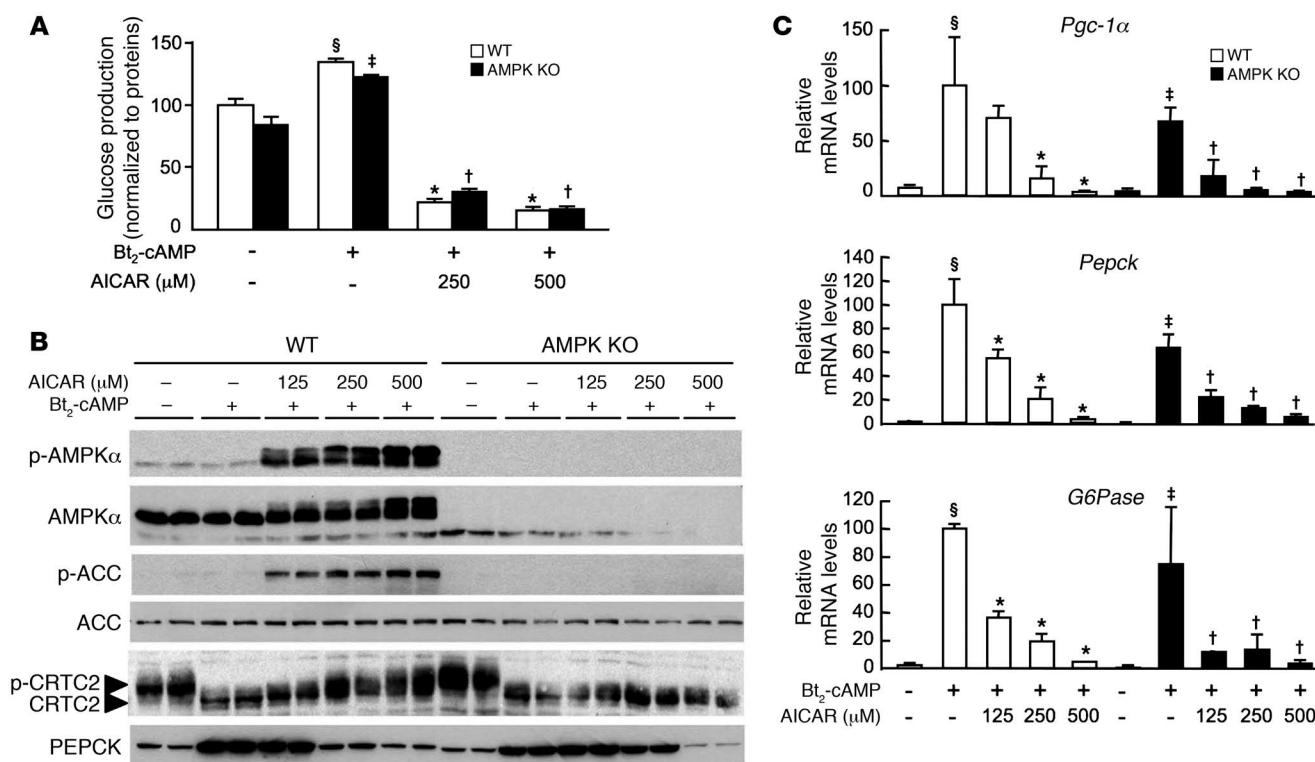 A
Glucose production
(normalized to proteins)
150
100
50
0
§
‡
*
†
*
†
WT
AMPK KO
Bt₂-cAMP - + + +
AICAR (μM) - - 250 500
B
WT AMPK KO
AICAR (μM) – – 125 250 500 – – 125 250 500
Bt₂-cAMP – + + + + – + + + +
p-AMPKα
AMPKα
p-ACC
ACC
p-CRTC2
CRTC2
PEPCK
C
Pgc-1α
WT
AMPK KO
Relative
mRNA levels
150
100
50
0
§ * * ‡ † † †
Pepck
Relative
mRNA levels
140
120
100
80
60
40
20
0
§ * * * ‡ † † †
G6Pase
Relative
mRNA levels
120
100
80
60
40
20
0
§ * * * ‡ † † †
Bt₂-cAMP - + + + + - + + + +
AICAR (μM) - - 125 250 500 - - 125 250 500